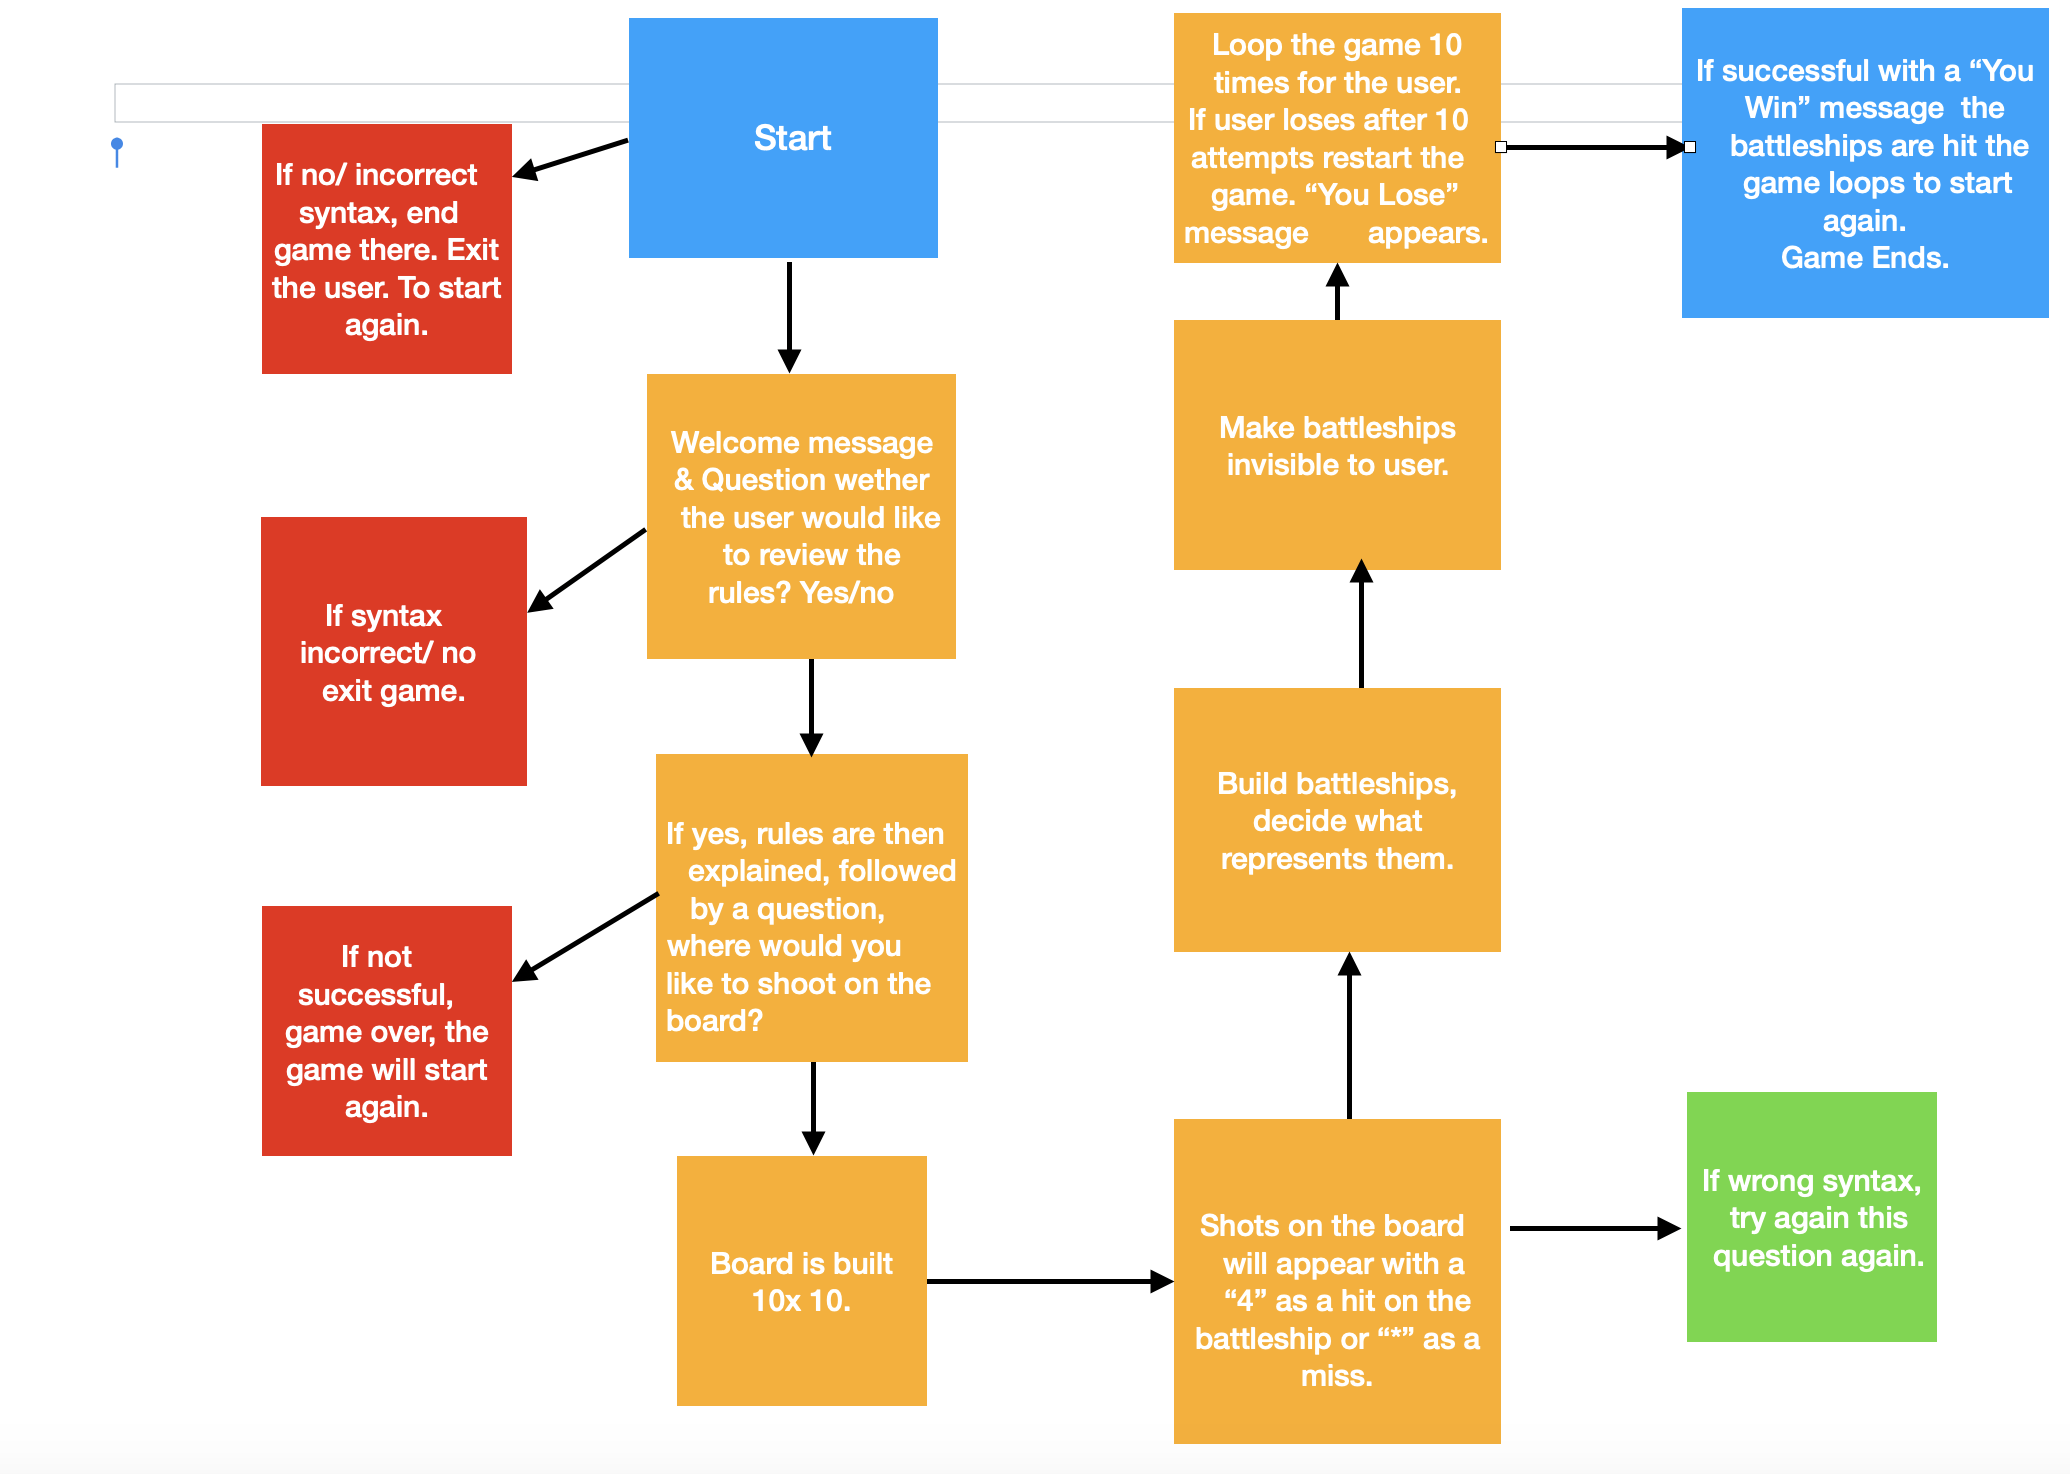 Start
If no/ incorrect
syntax, end
game there. Exit
the user. To start
again.
Welcome message
& Question wether
the user would like
to review the
rules? Yes/no
If syntax
incorrect/ no
exit game.
If yes, rules are then
explained, followed
by a question,
where would you
like to shoot on the
board?
If not
successful,
game over, the
game will start
again.
Board is built
10x 10.
Shots on the board
will appear with a
“4” as a hit on the
battleship or “*” as a
miss.
If wrong syntax,
try again this
question again.
Build battleships,
decide what
represents them.
Make battleships
invisible to user.
Loop the game 10
times for the user.
If user loses after 10
attempts restart the
game. “You Lose”
message appears.
If successful with a “You
Win” message the
battleships are hit the
game loops to start
again.
Game Ends.